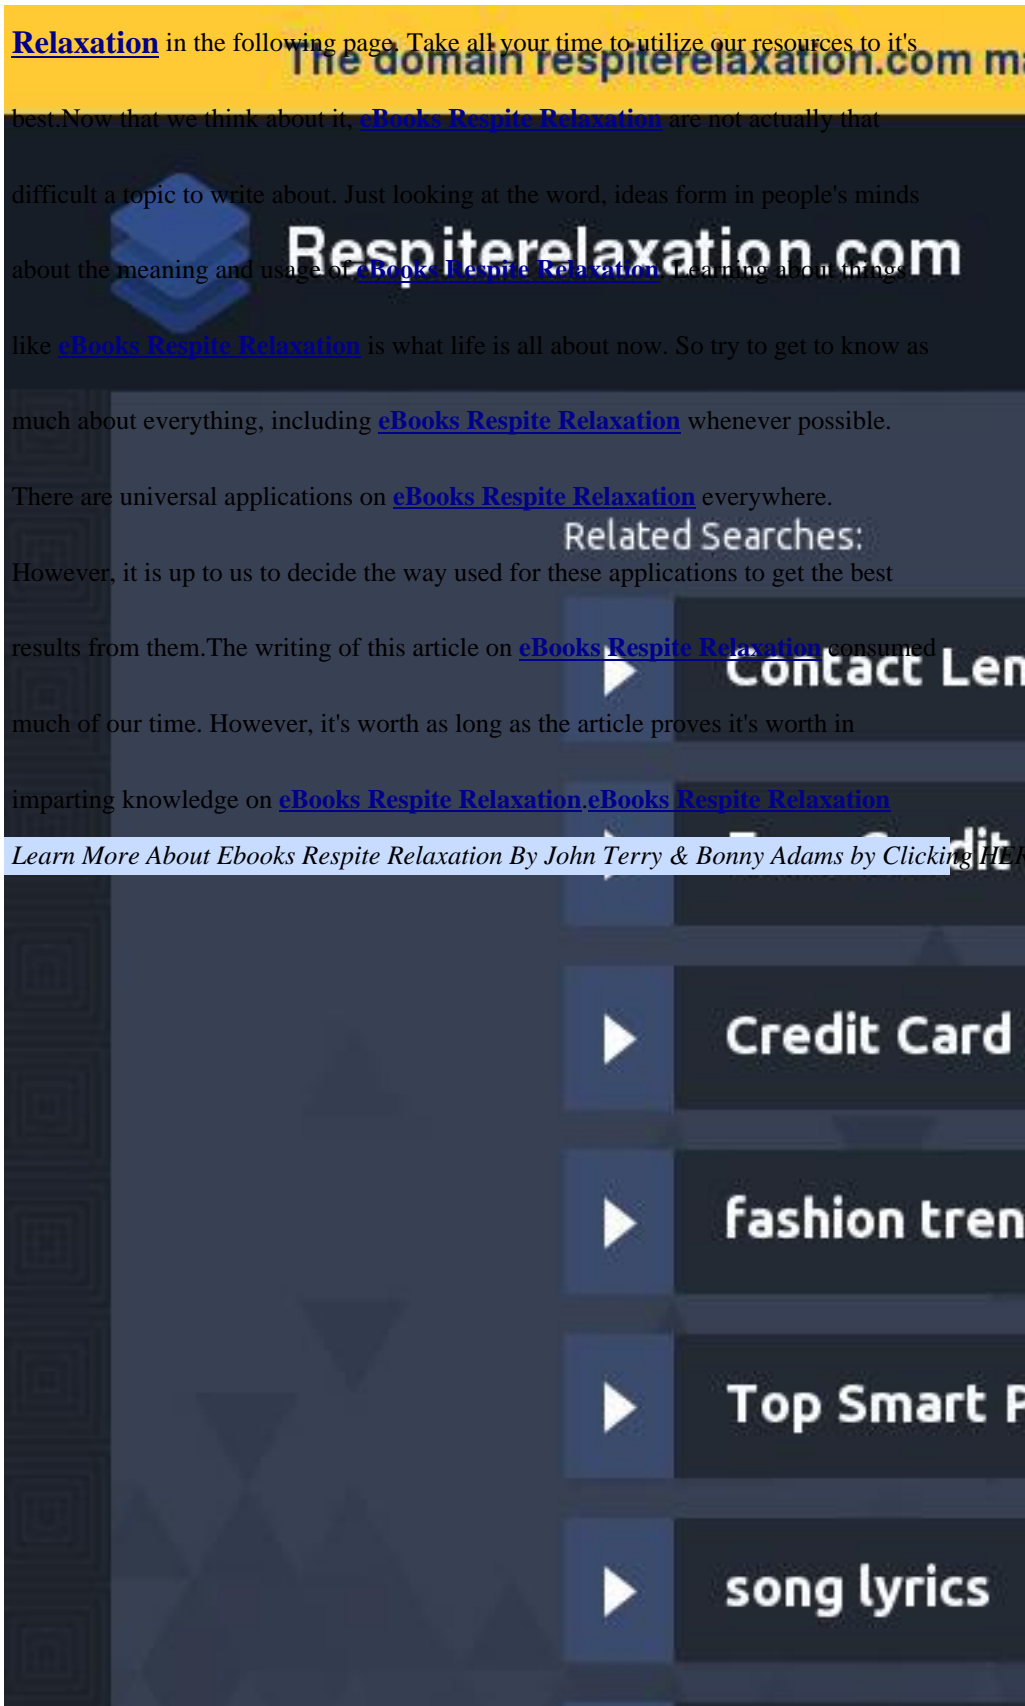 Relaxation in the following page. Take all your time to utilize our resources to it's
The domain respiterelaxation.com ma
best.Now that we think about it, eBooks Respite Relaxation are not actually that
difficult a topic to write about. Just looking at the word, ideas form in people's minds
Respiterelaxation.com
about the meaning and usage of eBooks Respite Relaxation. Learning about things
like eBooks Respite Relaxation is what life is all about now. So try to get to know as
much about everything, including eBooks Respite Relaxation whenever possible.
There are universal applications on eBooks Respite Relaxation everywhere.
Related Searches:
However, it is up to us to decide the way used for these applications to get the best
results from them.The writing of this article on eBooks Respite Relaxation consumed
Contact Len
much of our time. However, it's worth as long as the article proves it's worth in
imparting knowledge on eBooks Respite Relaxation.eBooks Respite Relaxation
Learn More About Ebooks Respite Relaxation By John Terry & Bonny Adams by Clicking HER
Credit Card
fashion tren
Top Smart P
song lyrics